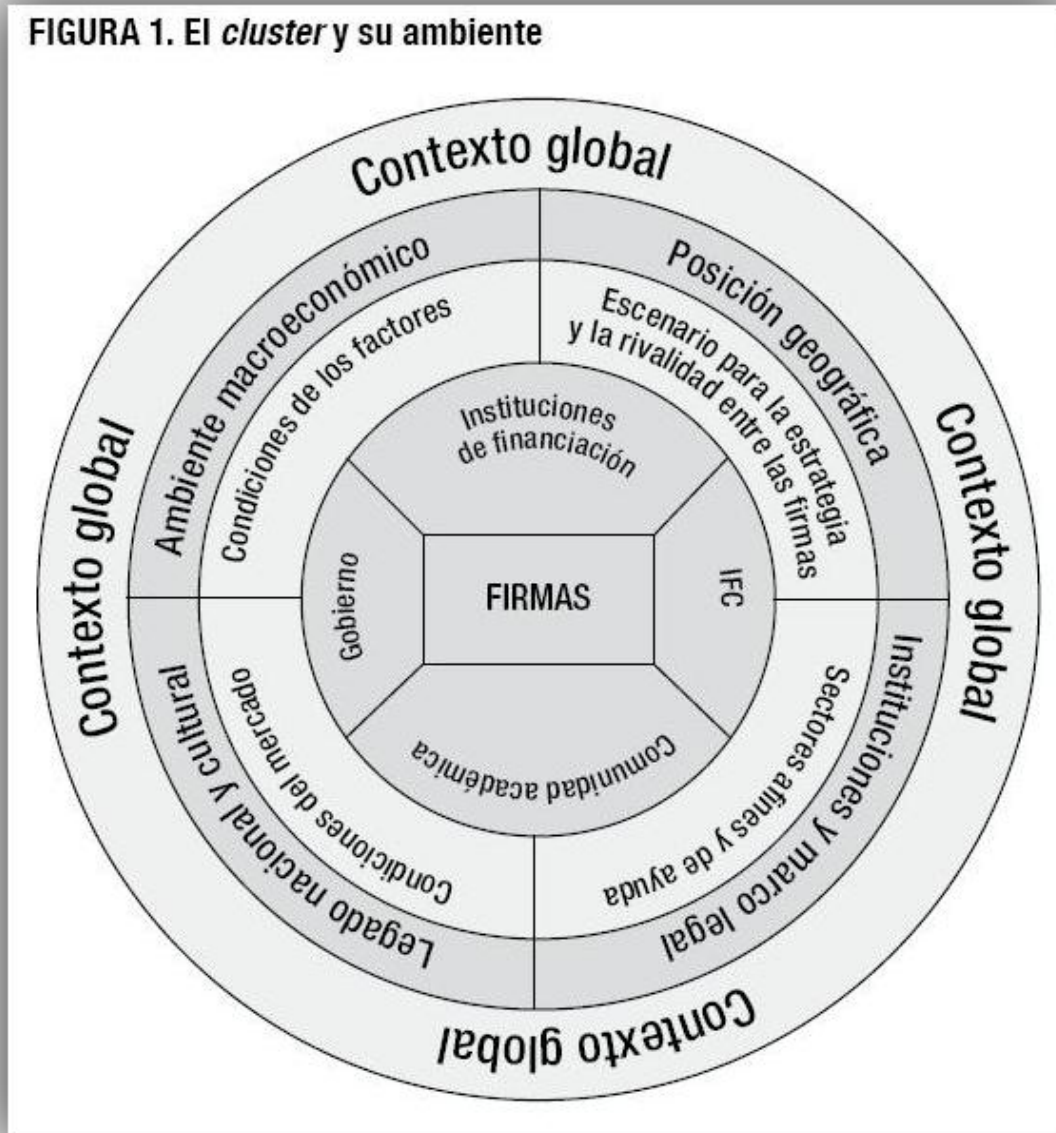 FIGURA 1. El cluster y su ambiente
Contexto global
Contexto global
Contexto global
Contexto global
Ambiente macroeconómico
Posición geográfica
Instituciones y marco legal
Legado nacional y cultural
Condiciones de los factores
Escenario para la estrategia
y la rivalidad entre las firmas
Sectores afines y de ayuda
Condiciones del mercado
Instituciones
de financiación
IFC
Comunidad académica
Gobierno
FIRMAS